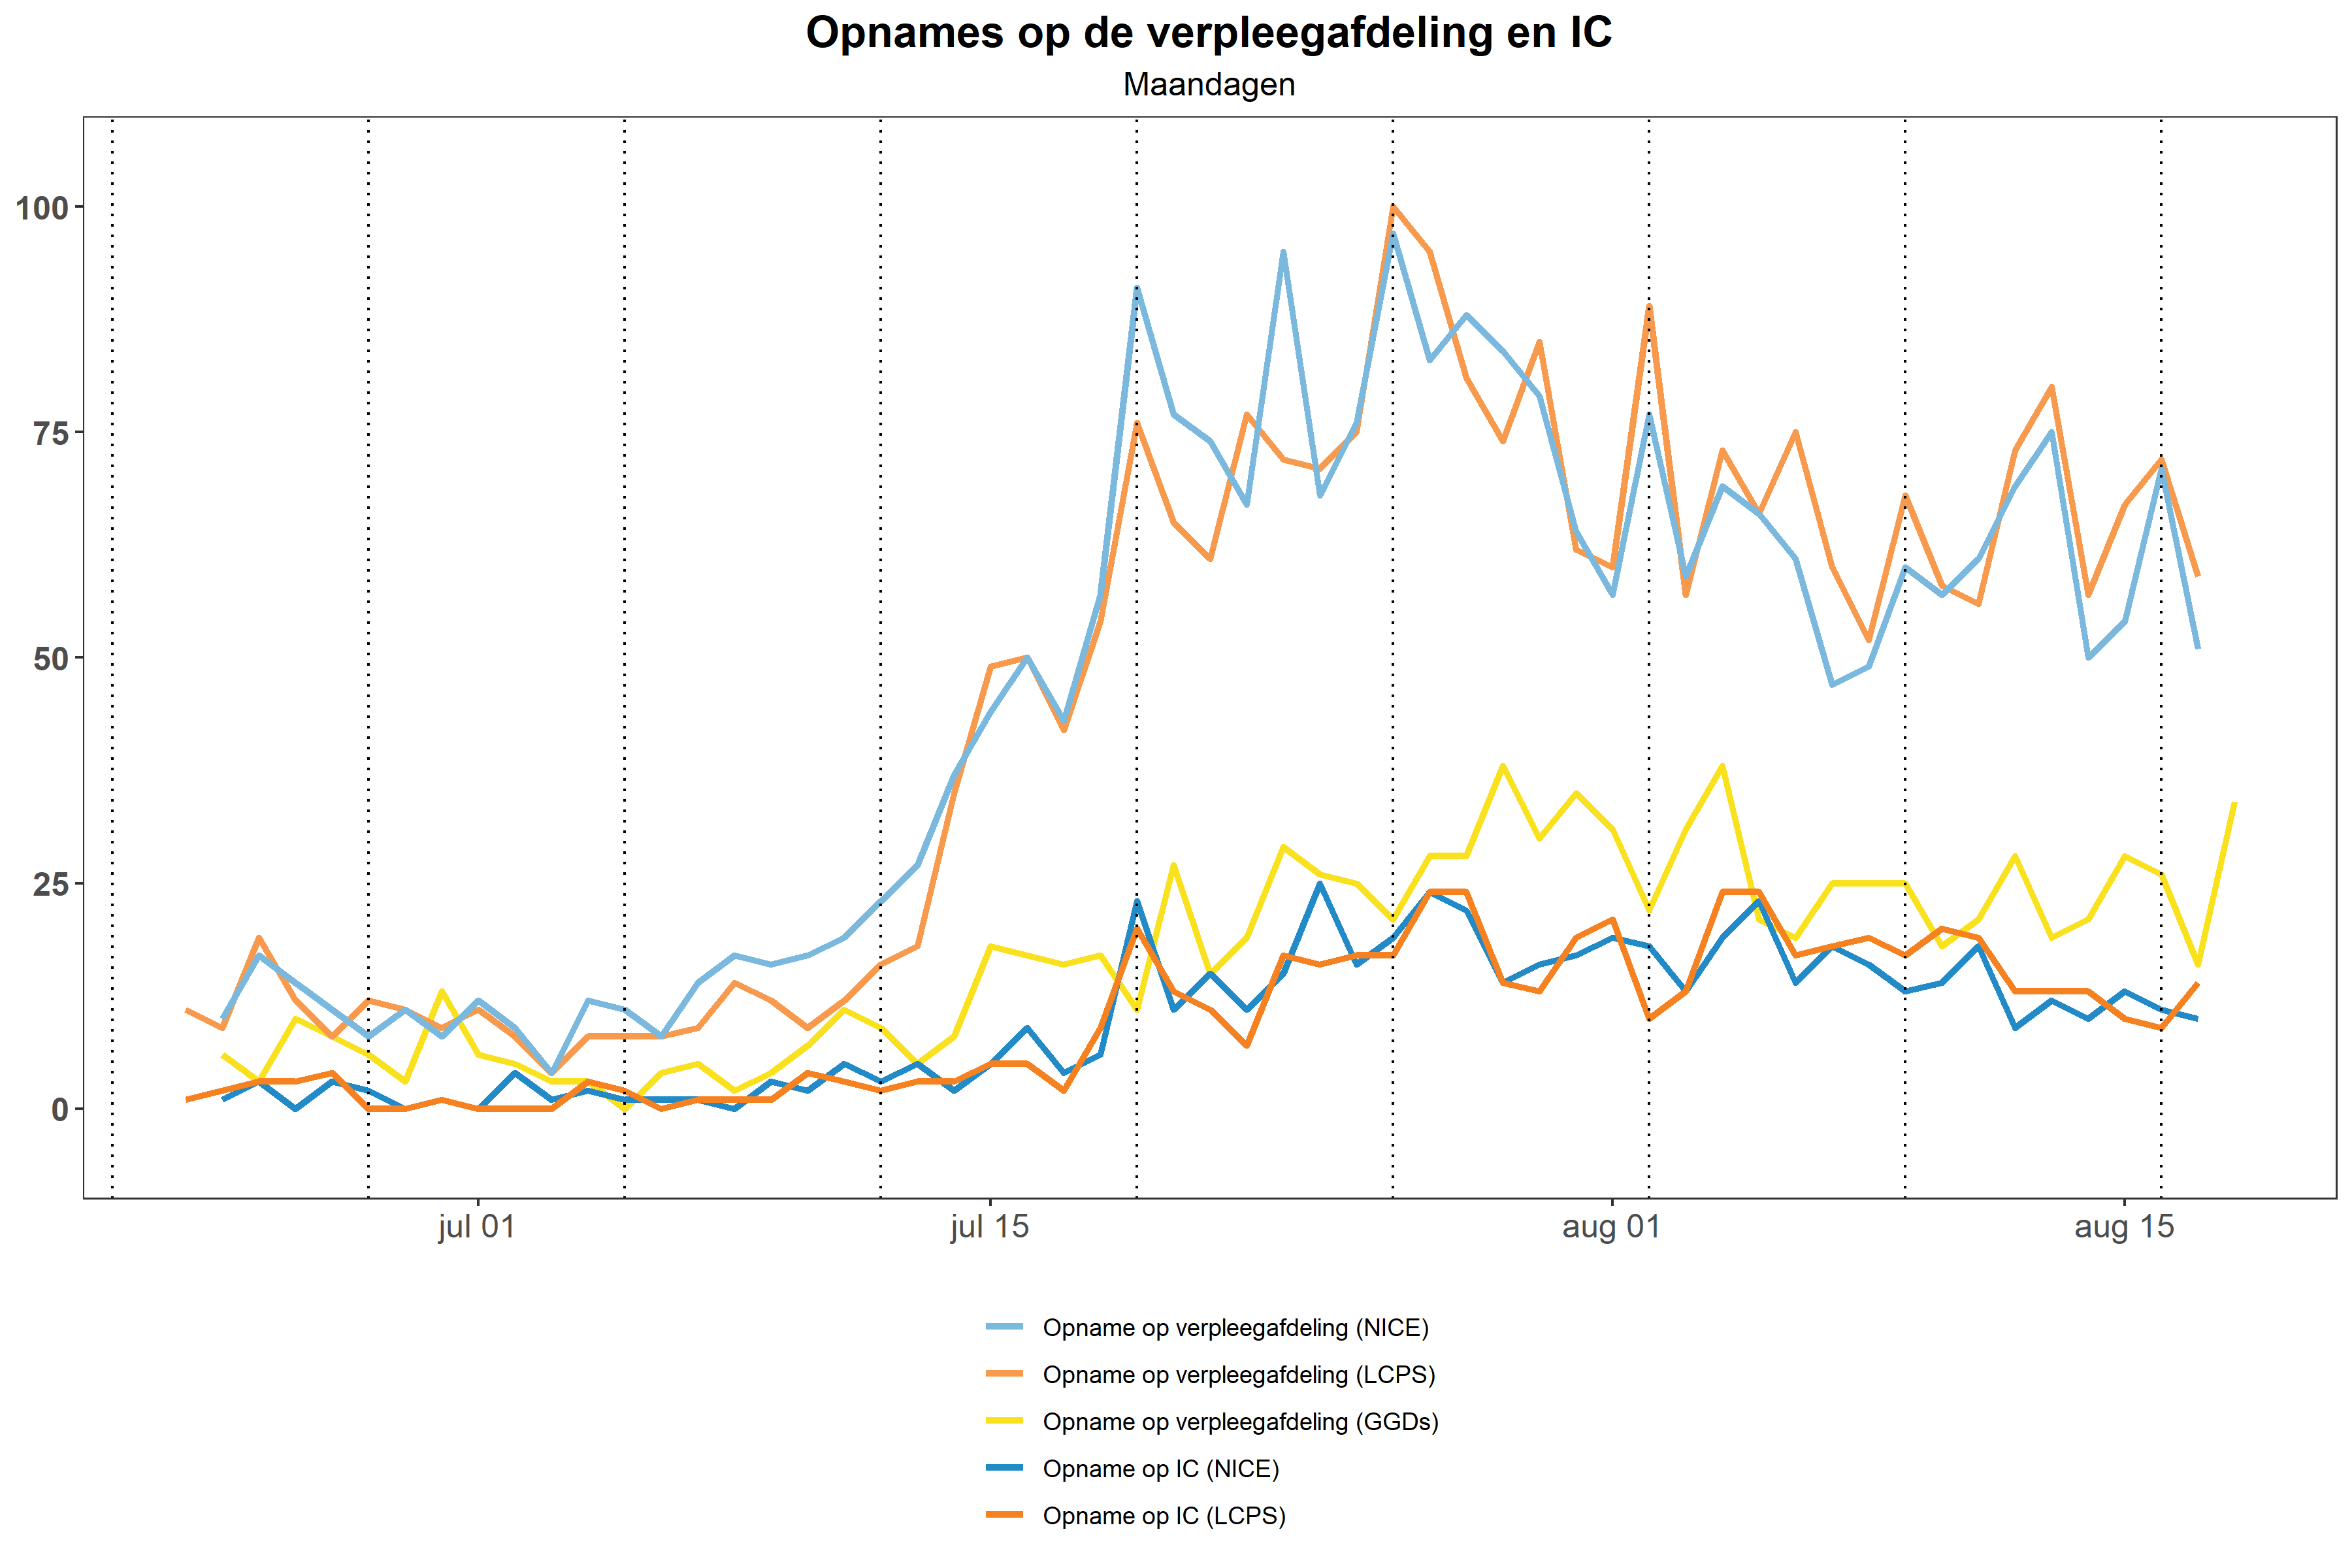 Opnames op de verpleegafdeling en IC
Maandagen
100
75
50
25
0
jul 01
jul 15
aug 01
aug 15
Opname op verpleegafdeling (NICE)
Opname op verpleegafdeling (LCPS)
Opname op verpleegafdeling (GGDs)
Opname op IC (NICE)
Opname op IC (LCPS)